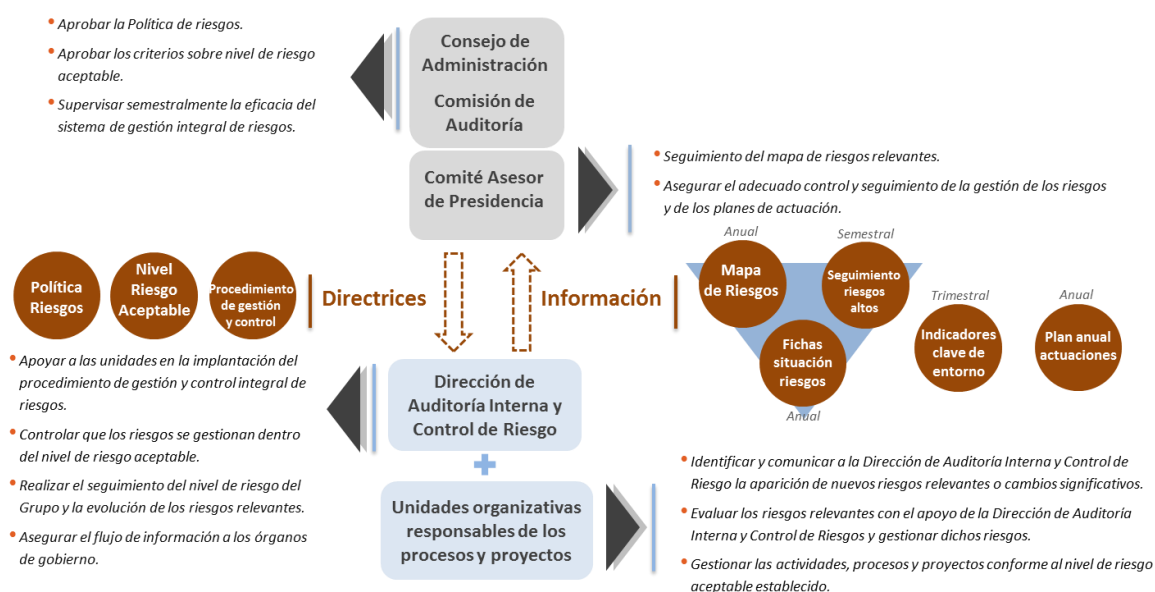 • Aprobar la Política de riesgos.
• Aprobar los criterios sobre nivel de riesgo
aceptable.
• Supervisar semestralmente la eficacia del
sistema de gestión integral de riesgos.
Consejo de
Administración
Comisión de
Auditoría
Comité Asesor
de Presidencia
• Seguimiento del mapa de riesgos relevantes.
• Asegurar el adecuado control y seguimiento de la gestión de los riesgos
y de los planes de actuación.
Política
Riesgos
Nivel
Riesgo
Aceptable
Procedimiento
de gestión
y control
Directrices
Información
Anual
Mapa
de Riesgos
Semestral
Seguimiento
riesgos
altos
Fichas
situación
riesgos
Anual
Trimestral
Indicadores
clave de
entorno
Anual
Plan anual
actuaciones
• Apoyar a las unidades en la implantación del
procedimiento de gestión y control integral de
riesgos.
• Controlar que los riesgos se gestionan dentro
del nivel de riesgo aceptable.
• Realizar el seguimiento del nivel de riesgo del
Grupo y la evolución de los riesgos relevantes.
• Asegurar el flujo de información a los órganos
de gobierno.
Dirección de
Auditoría Interna y
Control de Riesgo
+
Unidades organizativas
responsables de los
procesos y proyectos
• Identificar y comunicar a la Dirección de Auditoría Interna y Control de
Riesgo la aparición de nuevos riesgos relevantes o cambios significativos.
• Evaluar los riesgos relevantes con el apoyo de la Dirección de Auditoría
Interna y Control de Riesgos y gestionar dichos riesgos.
• Gestionar las actividades, procesos y proyectos conforme al nivel de riesgo
aceptable establecido.